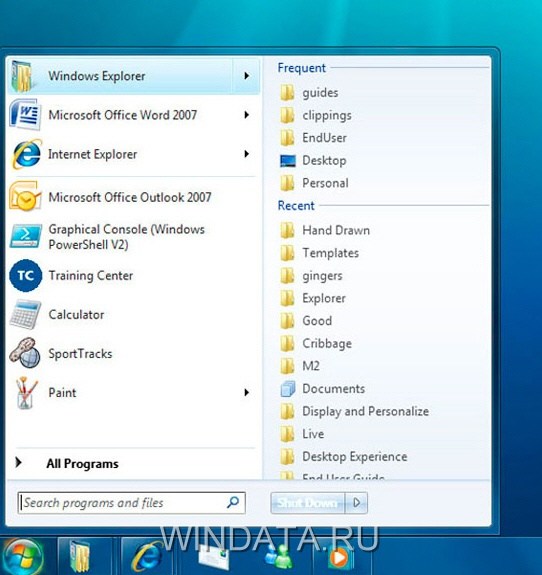 Windows Explorer
Microsoft Office Word 2007
Internet Explorer
Microsoft Office Outlook 2007
Graphical Console (Windows
PowerShell V2)
TC
Training Center
Calculator
SportTracks
Paint
All Programs
Search programs and files
Frequent
guides
clippings
EndUser
Desktop
Personal
Recent
Hand Drawn
Templates
gingers
Explorer
Good
Cribbage
M2
Documents
Display and Personalize
Live
Desktop Experience
End User Guide
Shut Down
WINDATA.RU